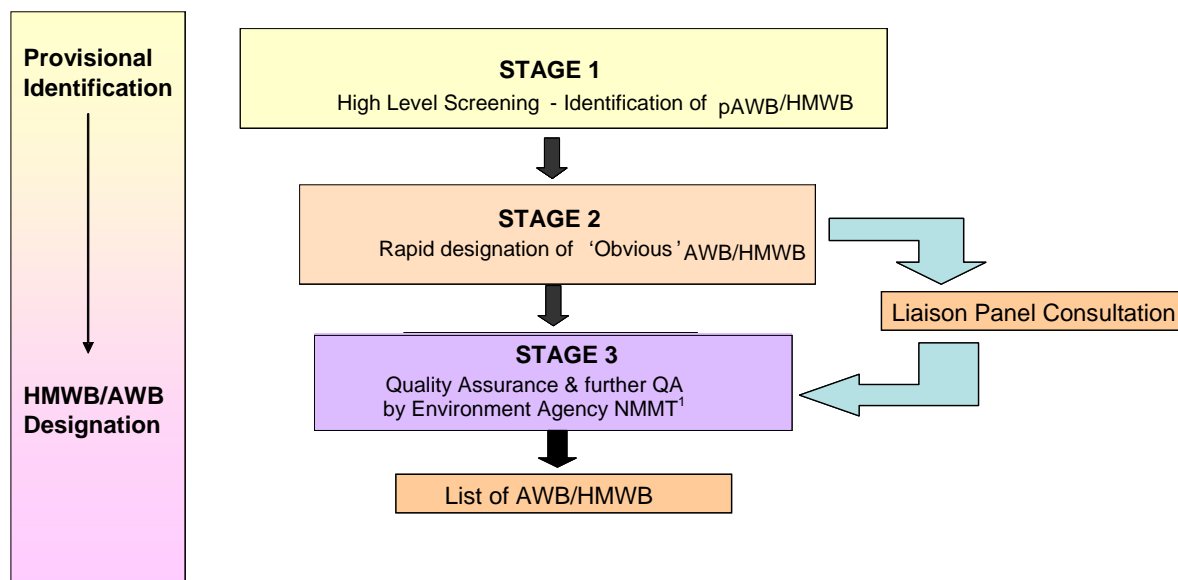 Provisional
Identification
HMWB/AWB
Designation
STAGE 1
High Level Screening - Identification of pAWB/HMWB
STAGE 2
Rapid designation of 'Obvious' AWB/HMWB
Liaison Panel Consultation
STAGE 3
Quality Assurance & further QA
by Environment Agency NMMT¹
List of AWB/HMWB